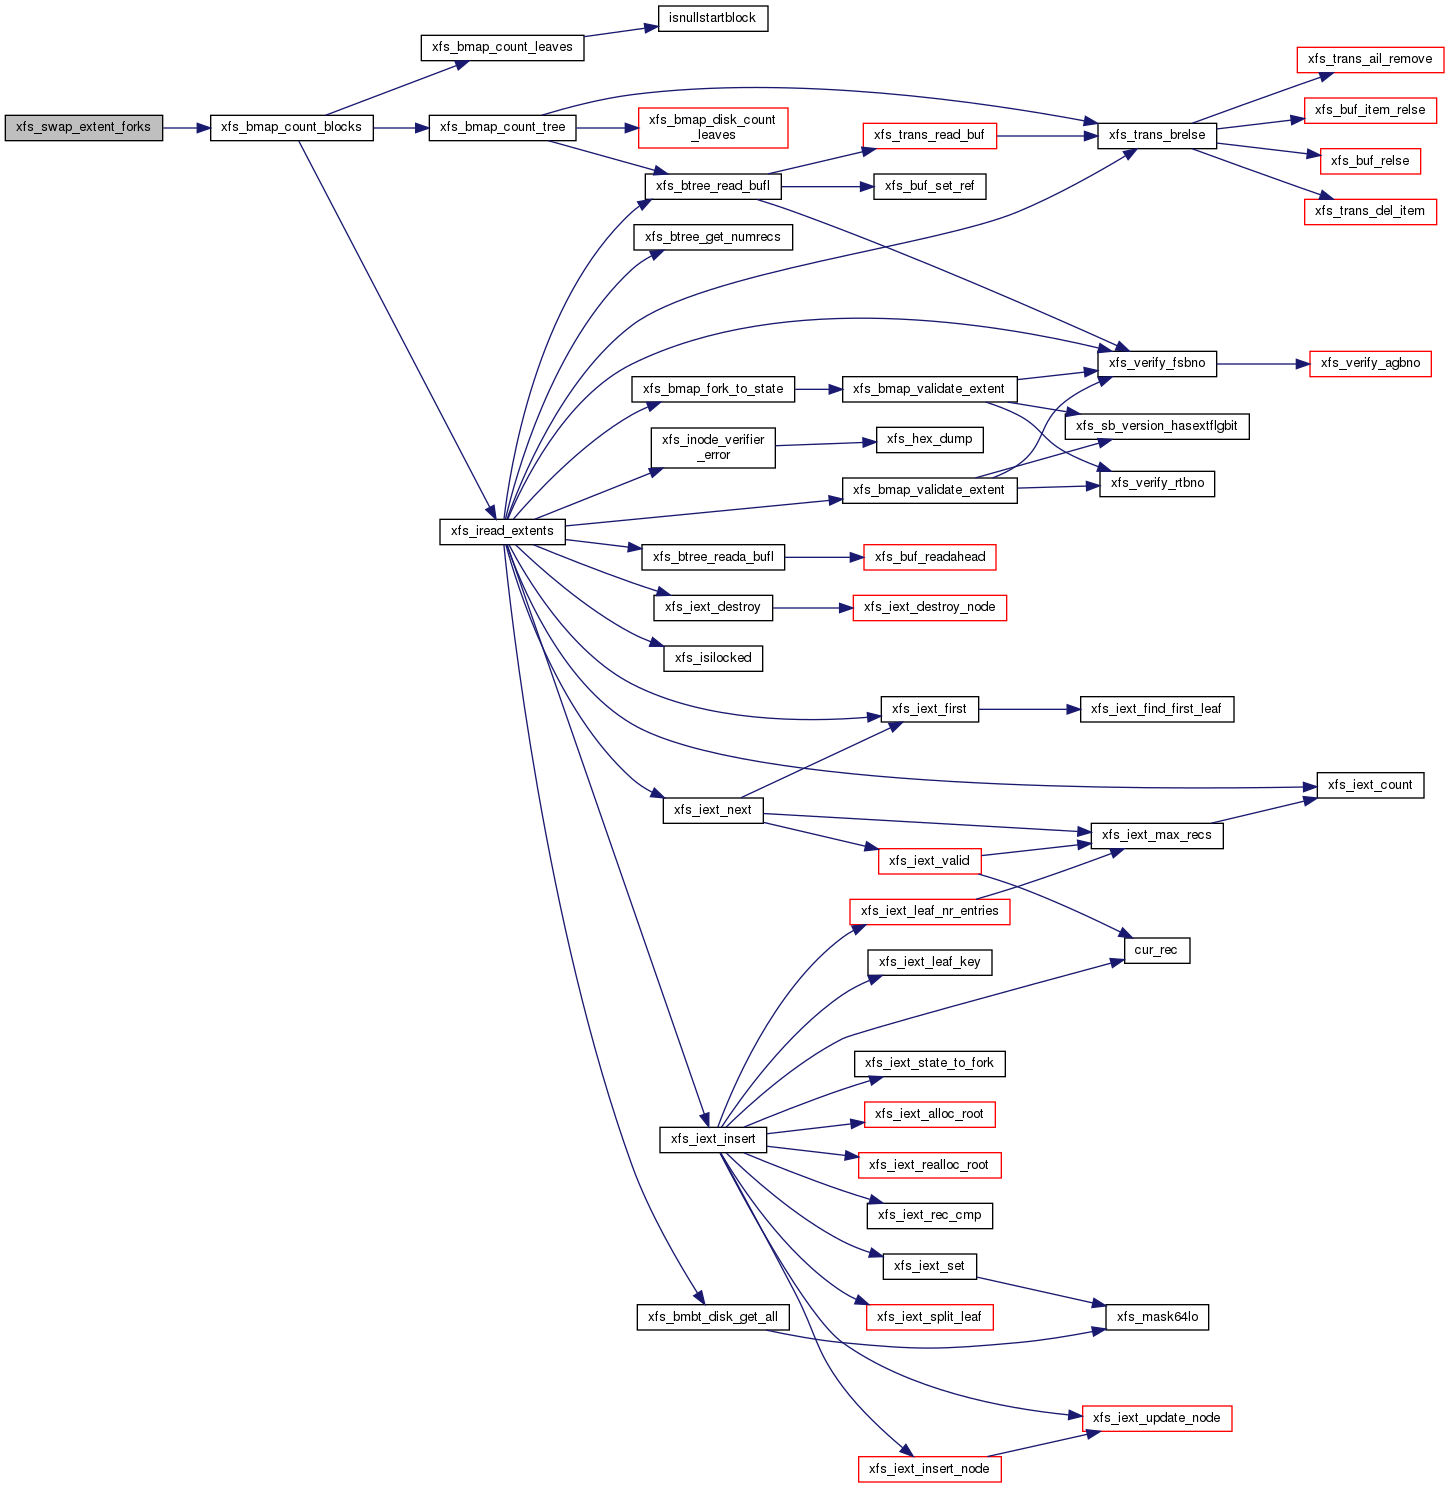 isnullstartblock
xfs_bmap_count_leaves
xfs_trans_ail_remove
xfs_buf_item_relse
xfs_swap_extent_forks
xfs_bmap_count_blocks
xfs_bmap_count_tree
xfs_bmap_disk_count
_leaves
xfs_trans_read_buf
xfs_trans_brelse
xfs_buf_relse
xfs_btree_read_bufl
xfs_buf_set_ref
xfs_trans_del_item
xfs_btree_get_numrecs
xfs_verify_fsbno
xfs_verify_agbno
xfs_bmap_fork_to_state
xfs_bmap_validate_extent
xfs_sb_version_hasextflgbit
xfs_inode_verifier
_error
xfs_hex_dump
xfs_verify_rtbno
xfs_bmap_validate_extent
xfs_iread_extents
xfs_btree_reada_bufl
xfs_buf_readahead
xfs_iext_destroy
xfs_iext_destroy_node
xfs_isilocked
xfs_iext_first
xfs_iext_find_first_leaf
xfs_iext_count
xfs_iext_next
xfs_iext_max_recs
xfs_iext_valid
xfs_iext_leaf_nr_entries
cur_rec
xfs_iext_leaf_key
xfs_iext_state_to_fork
xfs_iext_alloc_root
xfs_iext_insert
xfs_iext_realloc_root
xfs_iext_rec_cmp
xfs_iext_set
xfs_bmbt_disk_get_all
xfs_iext_split_leaf
xfs_mask64lo
xfs_iext_update_node
xfs_iext_insert_node